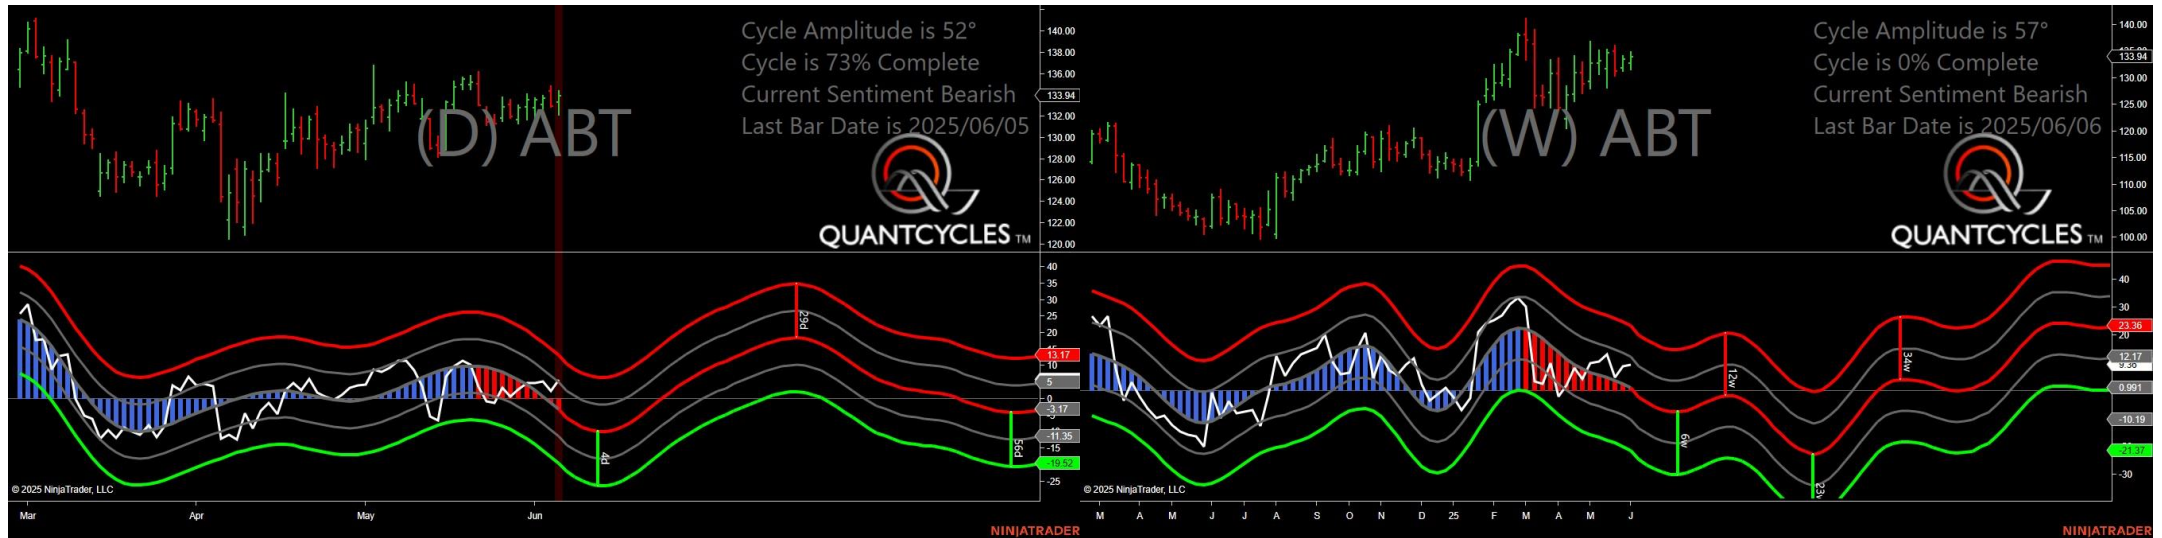 Cycle Amplitude is 52°
Cycle is 73% Complete
Current Sentiment Bearish
Last Bar Date is 2025/06/05
(D) ABT
QUANTCYCLES TM
140.00
138.00
136.00
133.94
132.00
130.00
128.00
126.00
124.00
122.00
120.00
40
35
30
25
20
15
13.17
10
5
0
-3.17
-11.35
-15
-19.52
-25
4d
29d
56d
© 2025 NinjaTrader, LLC
Mar Apr May Jun
NINJATRADER
Cycle Amplitude is 57°
Cycle is 0% Complete
Current Sentiment Bearish
Last Bar Date is 2025/06/06
(W) ABT
QUANTCYCLES TM
140.00
133.94
130.00
125.00
120.00
115.00
110.00
105.00
100.00
40
30
23.36
20
12.17
9.36
0.991
-10.19
-21.37
-30
6w
12w
23w
34w
© 2025 NinjaTrader, LLC
M A M J J A S O N D 25 F M A M J
NINJATRADER